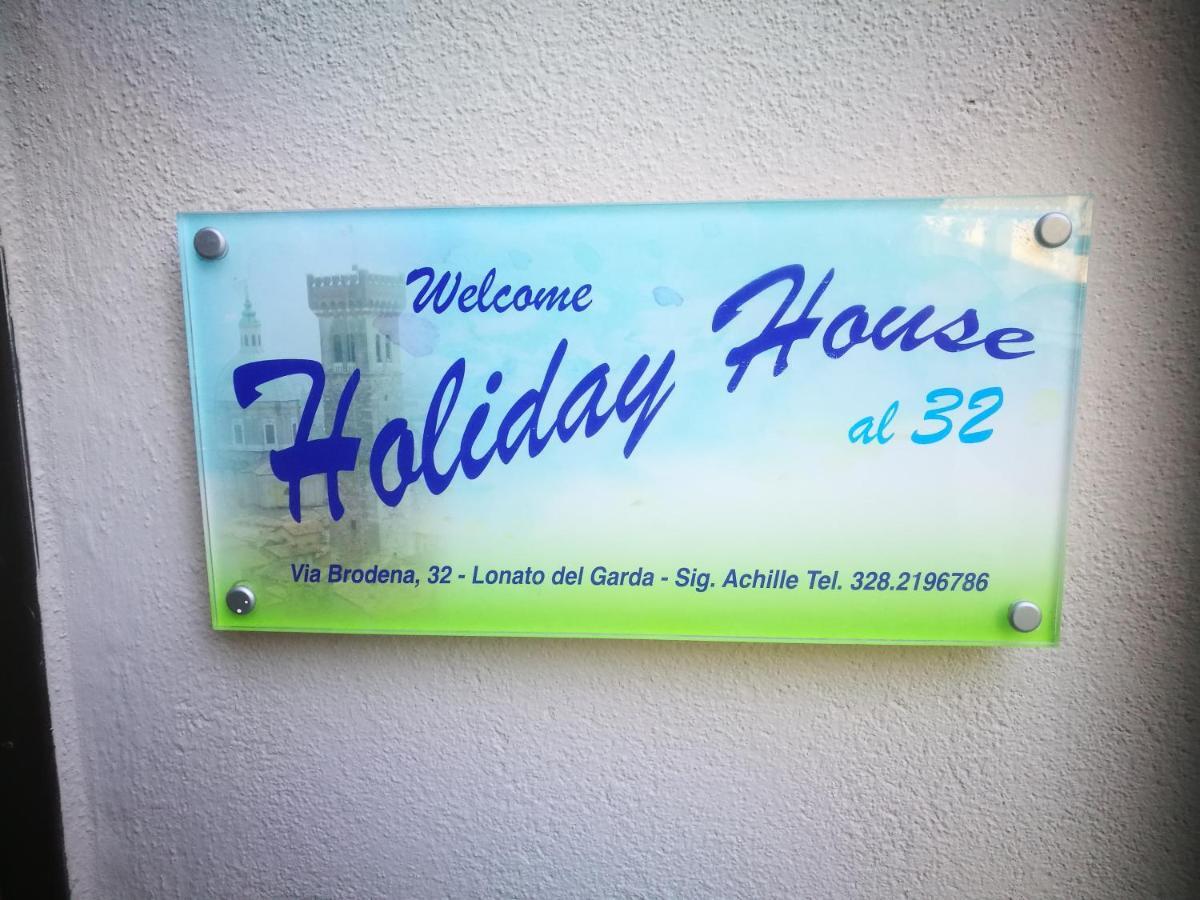 Welcome
Holiday House
al 32
Via Brodena, 32 - Lonato del Garda - Sig. Achille Tel. 328.2196786